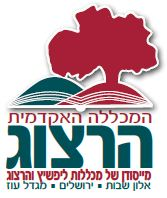 המכללה האקדמית
הרצוג
מייסודן של מכללות ליפשיץ והרצוג
אלון שבות ▪ ירושלים ▪ מגדל עוז